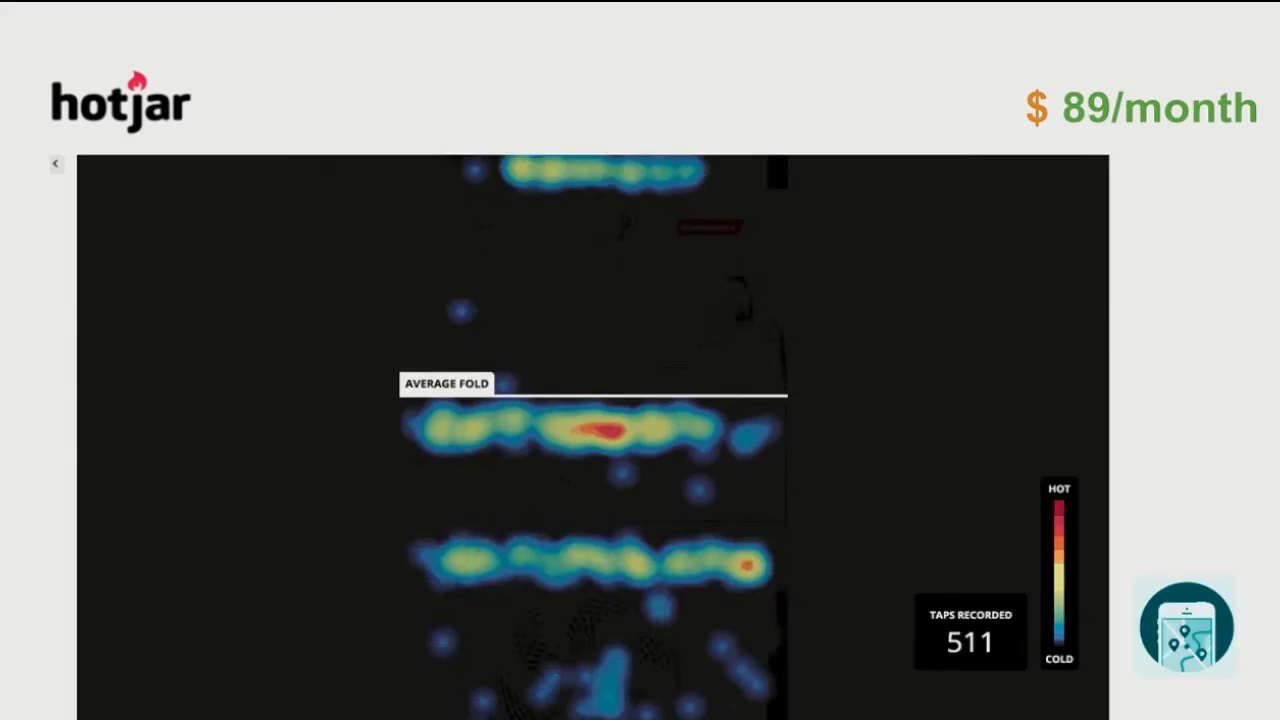 hotjar
$ 89/month
AVERAGE FOLD
HOT
TAPS RECORDED
511
COLD